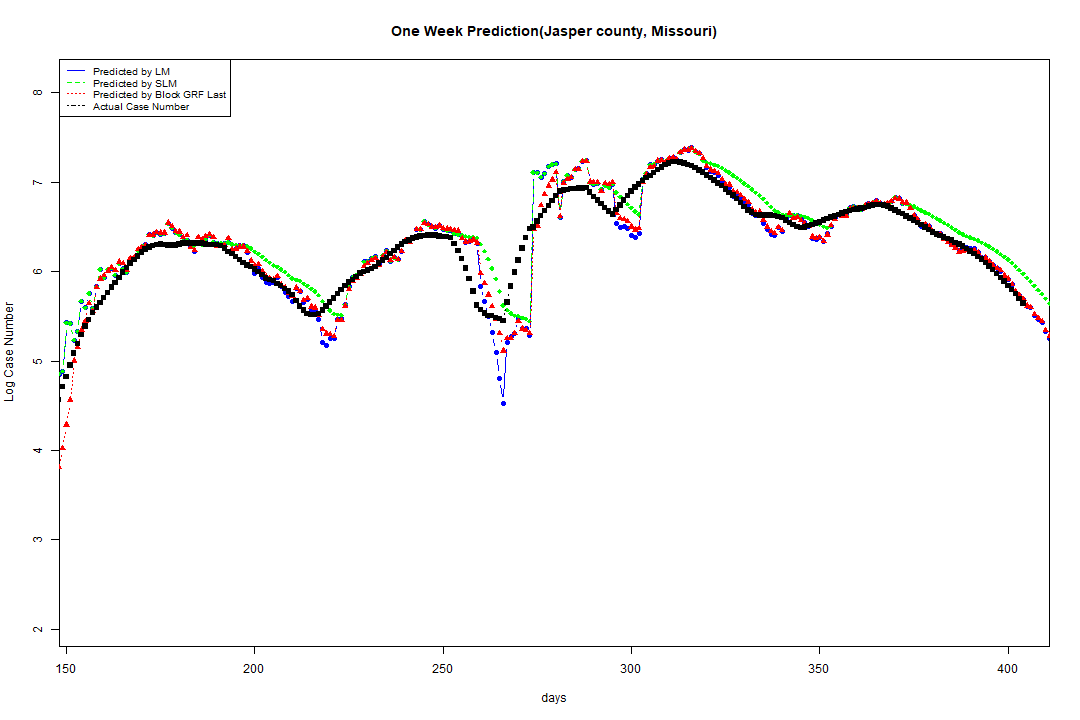 One Week Prediction(Jasper county, Missouri)
Predicted by LM
Predicted by SLM
Predicted by Block GRF Last
Actual Case Number
8
7
6
5
4
3
2
Log Case Number
150 200 250 300 350 400
days